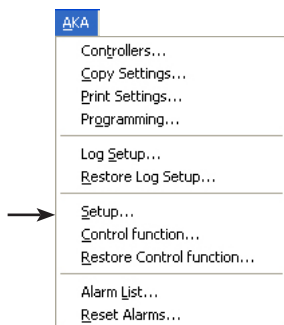 AKA
Controllers...
Copy Settings...
Print Settings...
Programming...
Log Setup...
Restore Log Setup...
Setup...
Control function...
Restore Control function...
Alarm List...
Reset Alarms...